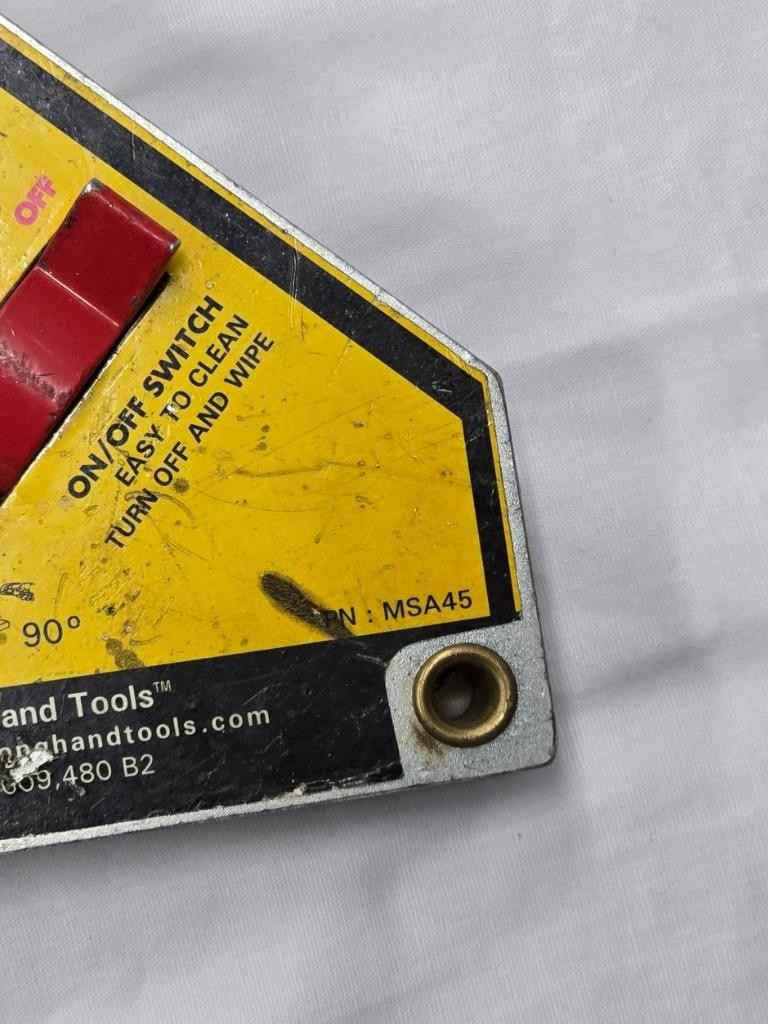 OFF
ON/OFF SWITCH
EASY TO CLEAN
TURN OFF AND WIPE
90°
PN : MSA45
and Tools™
onghandtools.com
009,480 B2